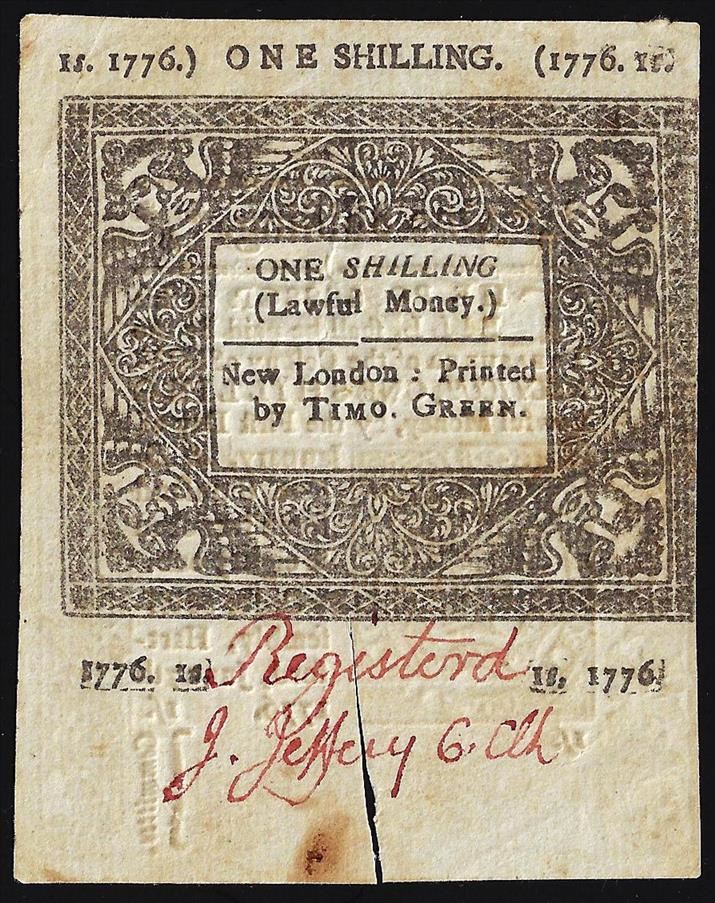 1s. 1776.) ONE SHILLING. (1776. 1s.)
ONE SHILLING
(Lawful Money.)
New London : Printed
by TIMO. GREEN.
1776. 1s. Registerd 1s. 1776.
J. Jeffery C. Clk